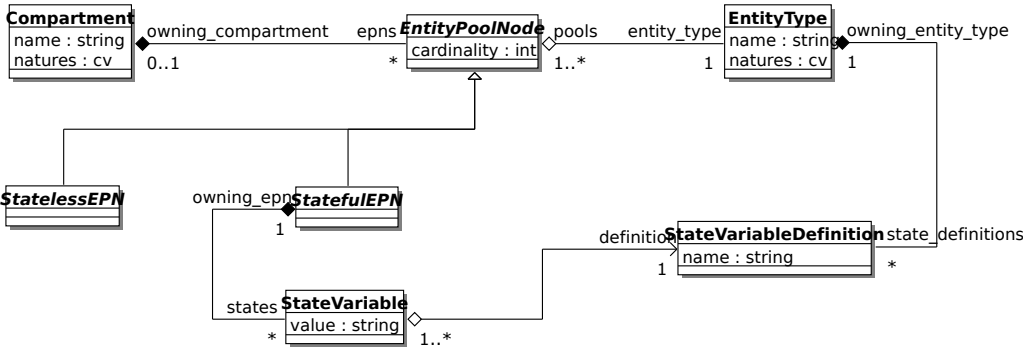 Compartment
name : string
natures : cv
owning_compartment
0..1
epns
*
EntityPoolNode
cardinality : int
pools
1..*
entity_type
1
EntityType
name : string
natures : cv
owning_entity_type
1
StatelessEPN
owning_epn
1
StatefulEPN
definition
1
StateVariableDefinition
name : string
state_definitions
*
states
*
StateVariable
value : string
1..*